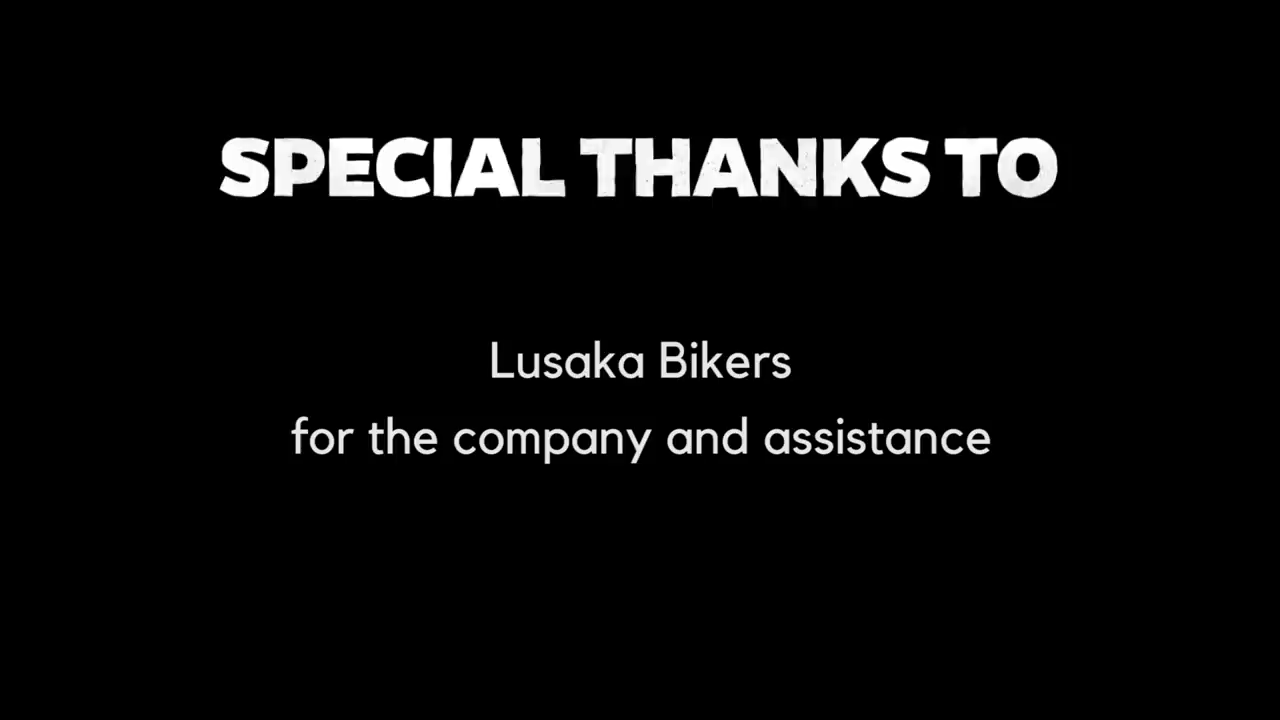 SPECIAL THANKS TO
Lusaka Bikers
for the company and assistance